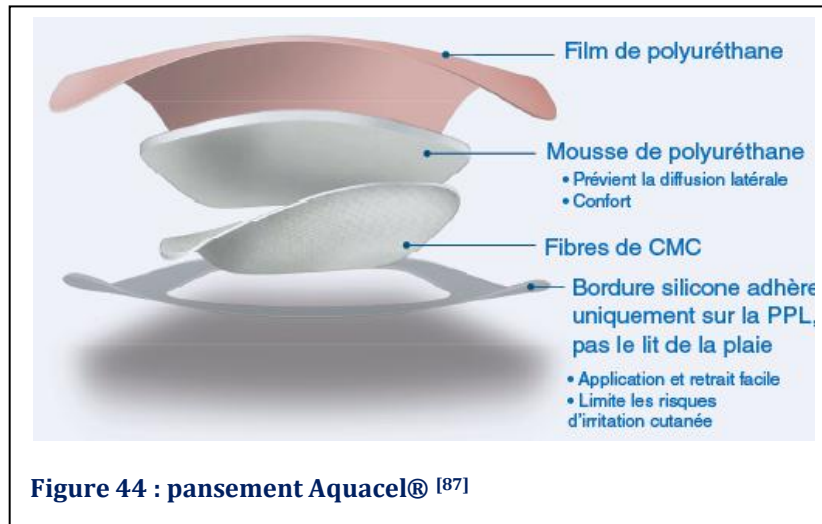 Film de polyuréthane
Mousse de polyuréthane
• Prévient la diffusion latérale
• Confort
Fibres de CMC
Bordure silicone adhère
uniquement sur la PPL,
pas le lit de la plaie
• Application et retrait facile
• Limite les risques
d'irritation cutanée
Figure 44 : pansement Aquacel® [87]